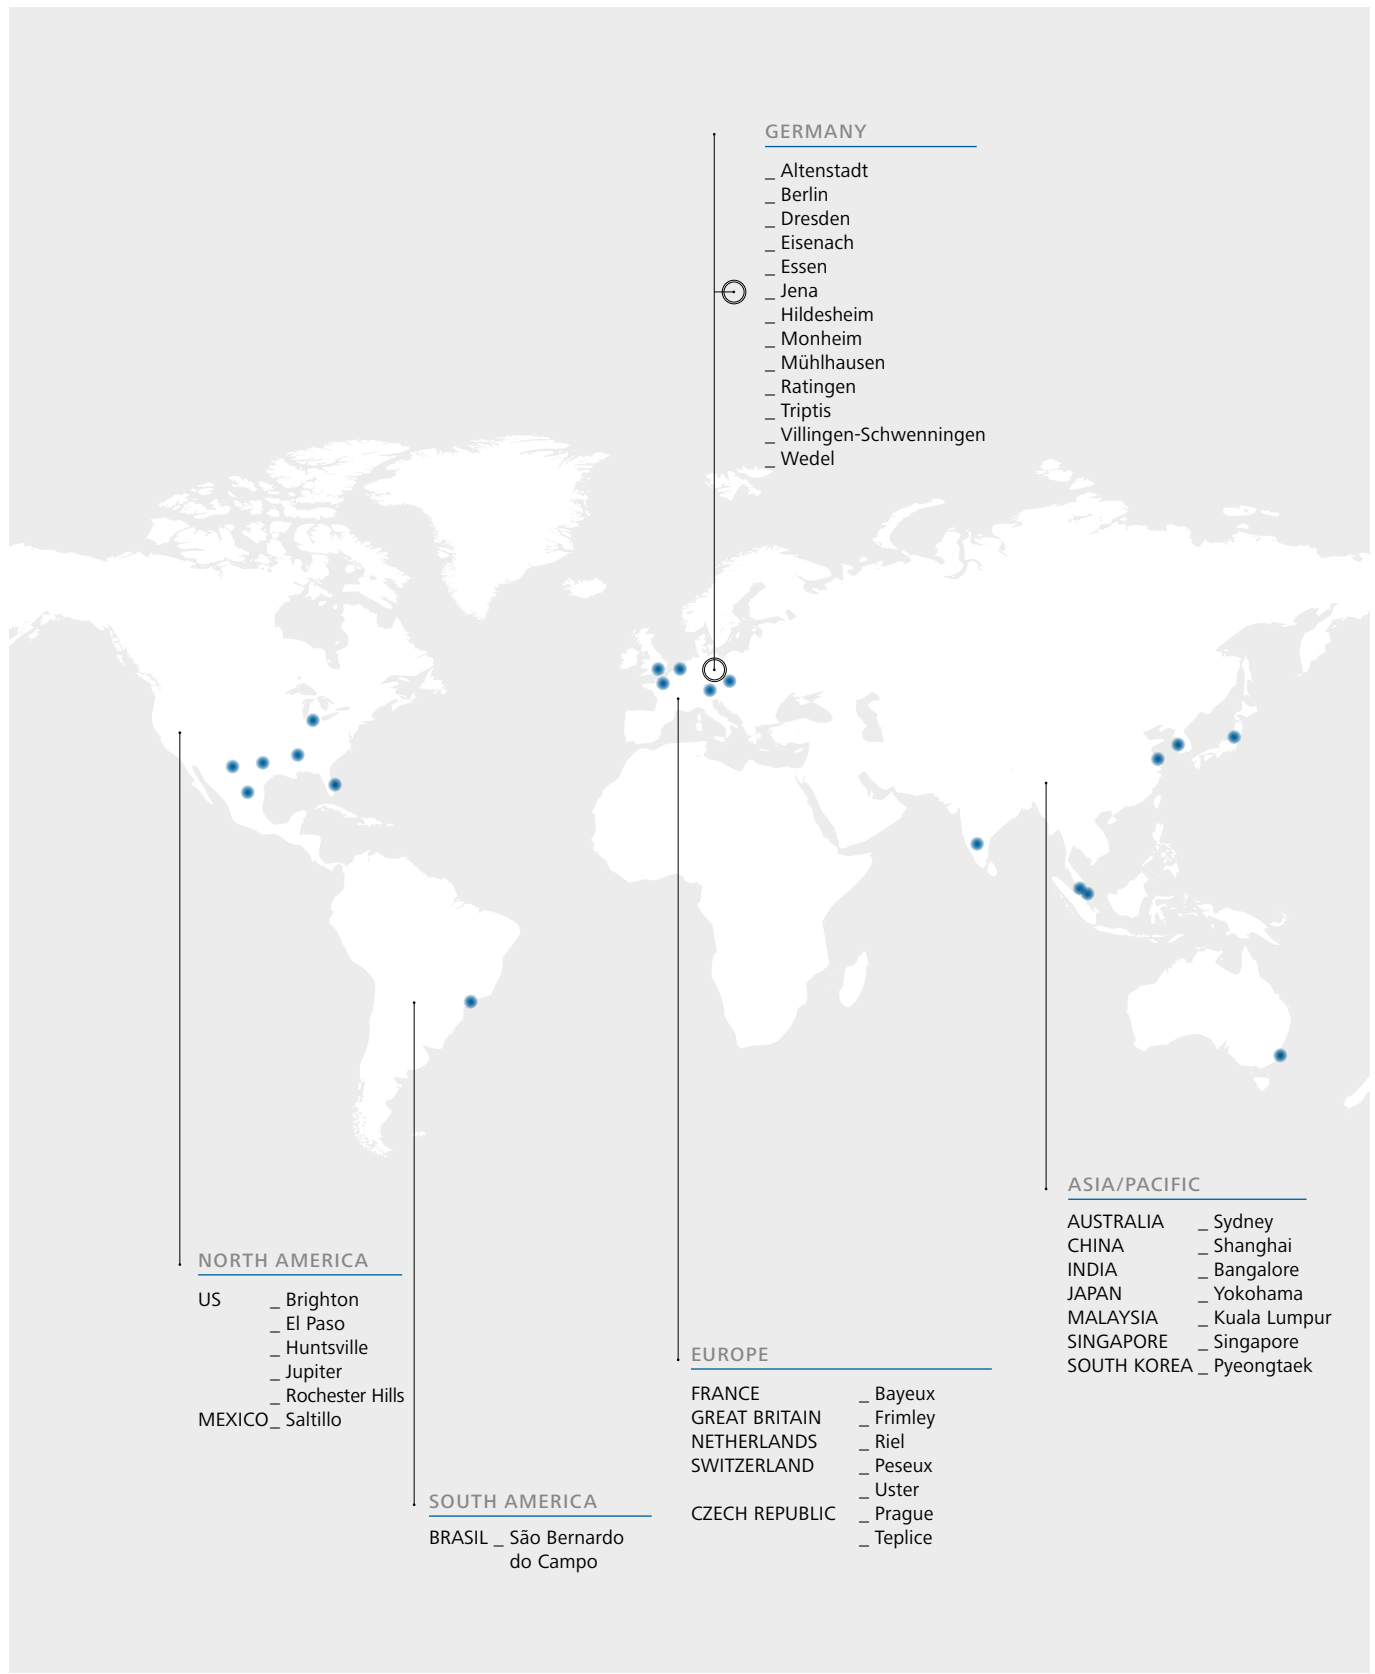 GERMANY
_ Altenstadt
_ Berlin
_ Dresden
_ Eisenach
_ Essen
_ Jena
_ Hildesheim
_ Monheim
_ Mühlhausen
_ Ratingen
_ Triptis
_ Villingen-Schwenningen
_ Wedel
NORTH AMERICA
US _ Brighton
_ El Paso
_ Huntsville
_ Jupiter
_ Rochester Hills
MEXICO _ Saltillo
SOUTH AMERICA
BRASIL _ São Bernardo
do Campo
EUROPE
FRANCE _ Bayeux
GREAT BRITAIN _ Frimley
NETHERLANDS _ Riel
SWITZERLAND _ Peseux
_ Uster
CZECH REPUBLIC _ Prague
_ Teplice
ASIA/PACIFIC
AUSTRALIA _ Sydney
CHINA _ Shanghai
INDIA _ Bangalore
JAPAN _ Yokohama
MALAYSIA _ Kuala Lumpur
SINGAPORE _ Singapore
SOUTH KOREA _ Pyeongtaek